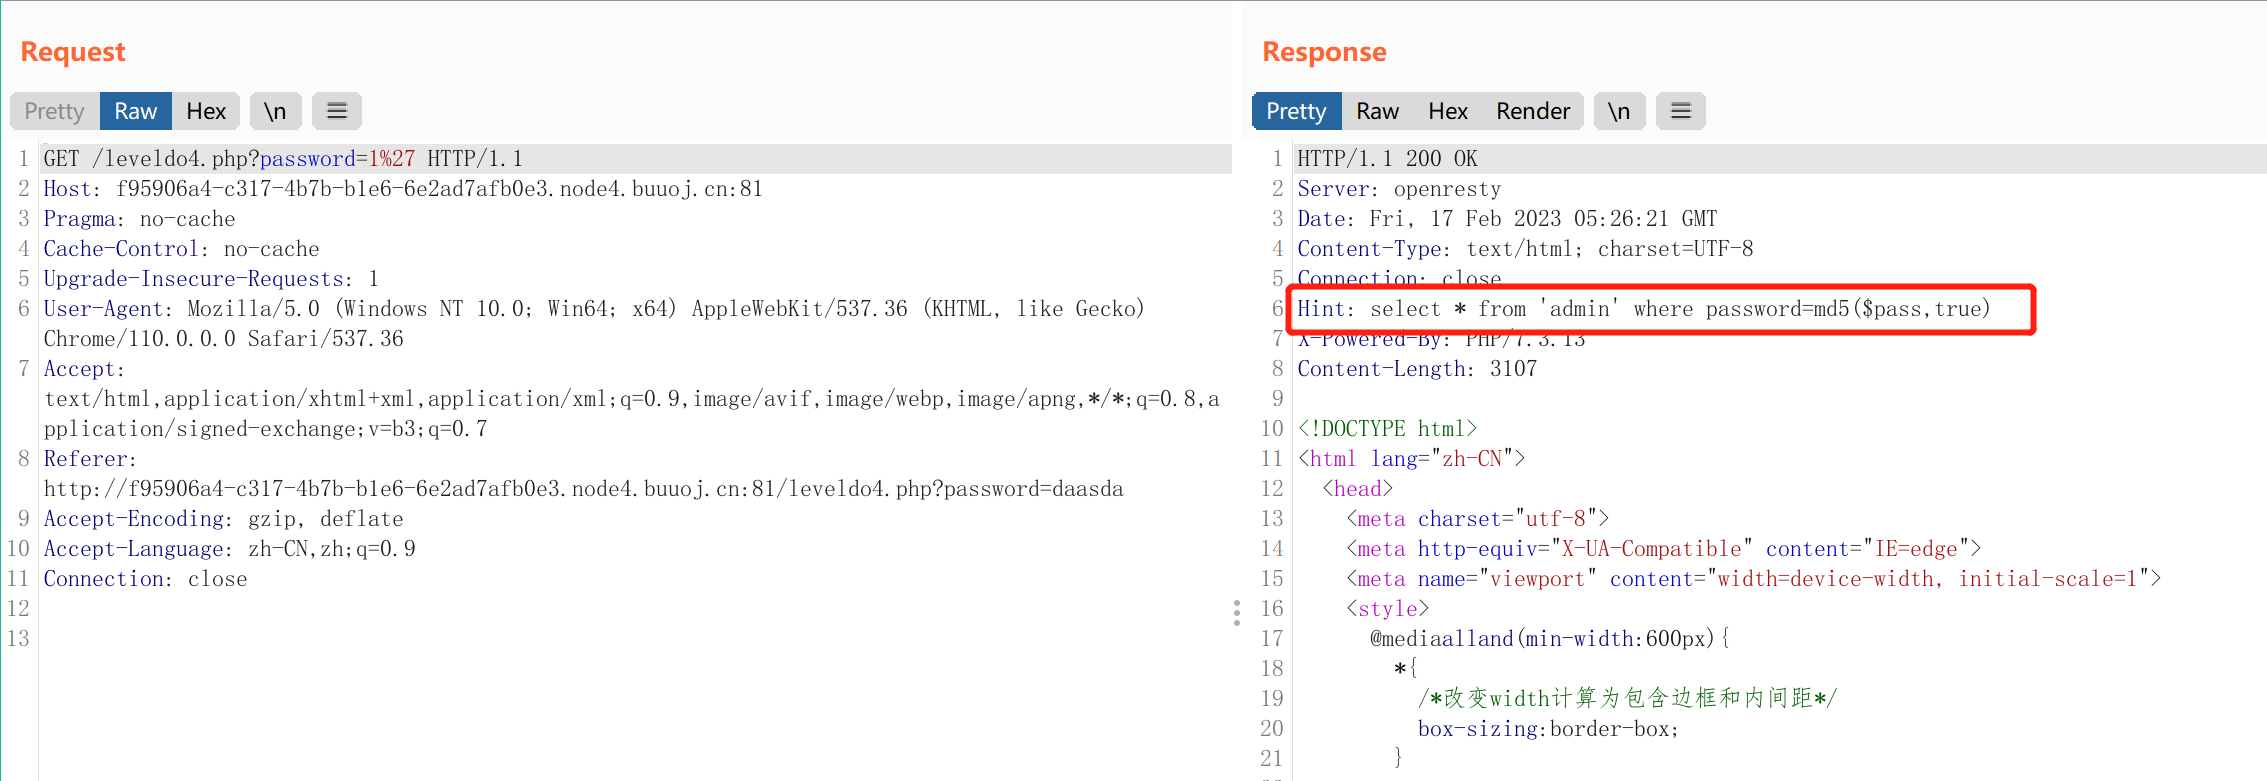 Request
Pretty Raw Hex \n
1 GET /leveldo4.php?password=1%27 HTTP/1.1
2 Host: f95906a4-c317-4b7b-b1e6-6e2ad7afb0e3.node4.buuoj.cn:81
3 Pragma: no-cache
4 Cache-Control: no-cache
5 Upgrade-Insecure-Requests: 1
6 User-Agent: Mozilla/5.0 (Windows NT 10.0; Win64; x64) AppleWebKit/537.36 (KHTML, like Gecko)
Chrome/110.0.0.0 Safari/537.36
7 Accept:
text/html,application/xhtml+xml,application/xml;q=0.9,image/avif,image/webp,image/apng,*/*;q=0.8,a
pplication/signed-exchange;v=b3;q=0.7
8 Referer:
http://f95906a4-c317-4b7b-b1e6-6e2ad7afb0e3.node4.buuoj.cn:81/leveldo4.php?password=daasda
9 Accept-Encoding: gzip, deflate
10 Accept-Language: zh-CN,zh;q=0.9
11 Connection: close
12
13
Response
Pretty Raw Hex Render \n
1 HTTP/1.1 200 OK
2 Server: openresty
3 Date: Fri, 17 Feb 2023 05:26:21 GMT
4 Content-Type: text/html; charset=UTF-8
5 Connection: close
6 Hint: select * from 'admin' where password=md5($pass,true)
7 X-Powered-By: PHP/7.3.13
8 Content-Length: 3107
9
10 <!DOCTYPE html>
11 <html lang="zh-CN">
12 <head>
13 <meta charset="utf-8">
14 <meta http-equiv="X-UA-Compatible" content="IE=edge">
15 <meta name="viewport" content="width=device-width, initial-scale=1">
16 <style>
17 @mediaalland(min-width:600px){
18 *{
19 /*改变width计算为包含边框和内间距*/
20 box-sizing:border-box;
21 }